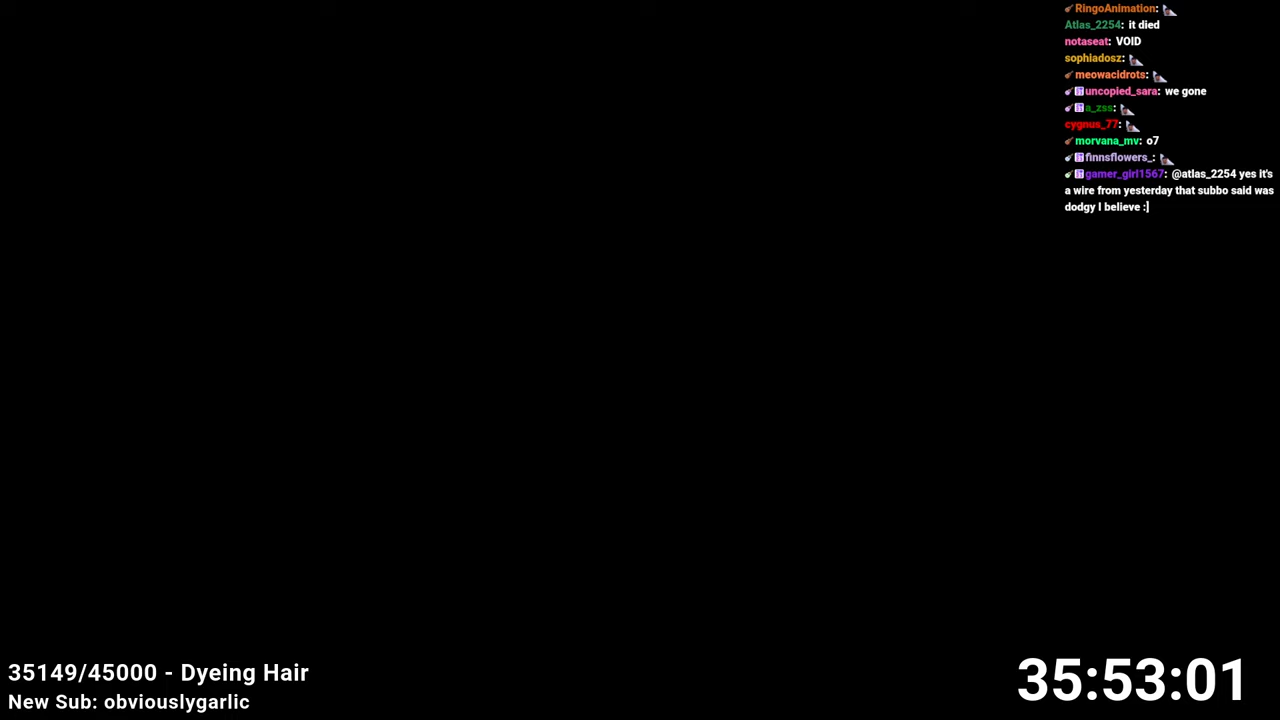 RingoAnimation:
Atlas_2254: it died
notaseat: VOID
sophiadosz:
meowacidrots:
uncopied_sara: we gone
a_zss:
cygnus_77:
morvana_mv: o7
finnsflowers_:
gamer_girl1567: @atlas_2254 yes it's
a wire from yesterday that subbo said was
dodgy I believe :]
35149/45000 - Dyeing Hair
New Sub: obviouslygarlic
35:53:01